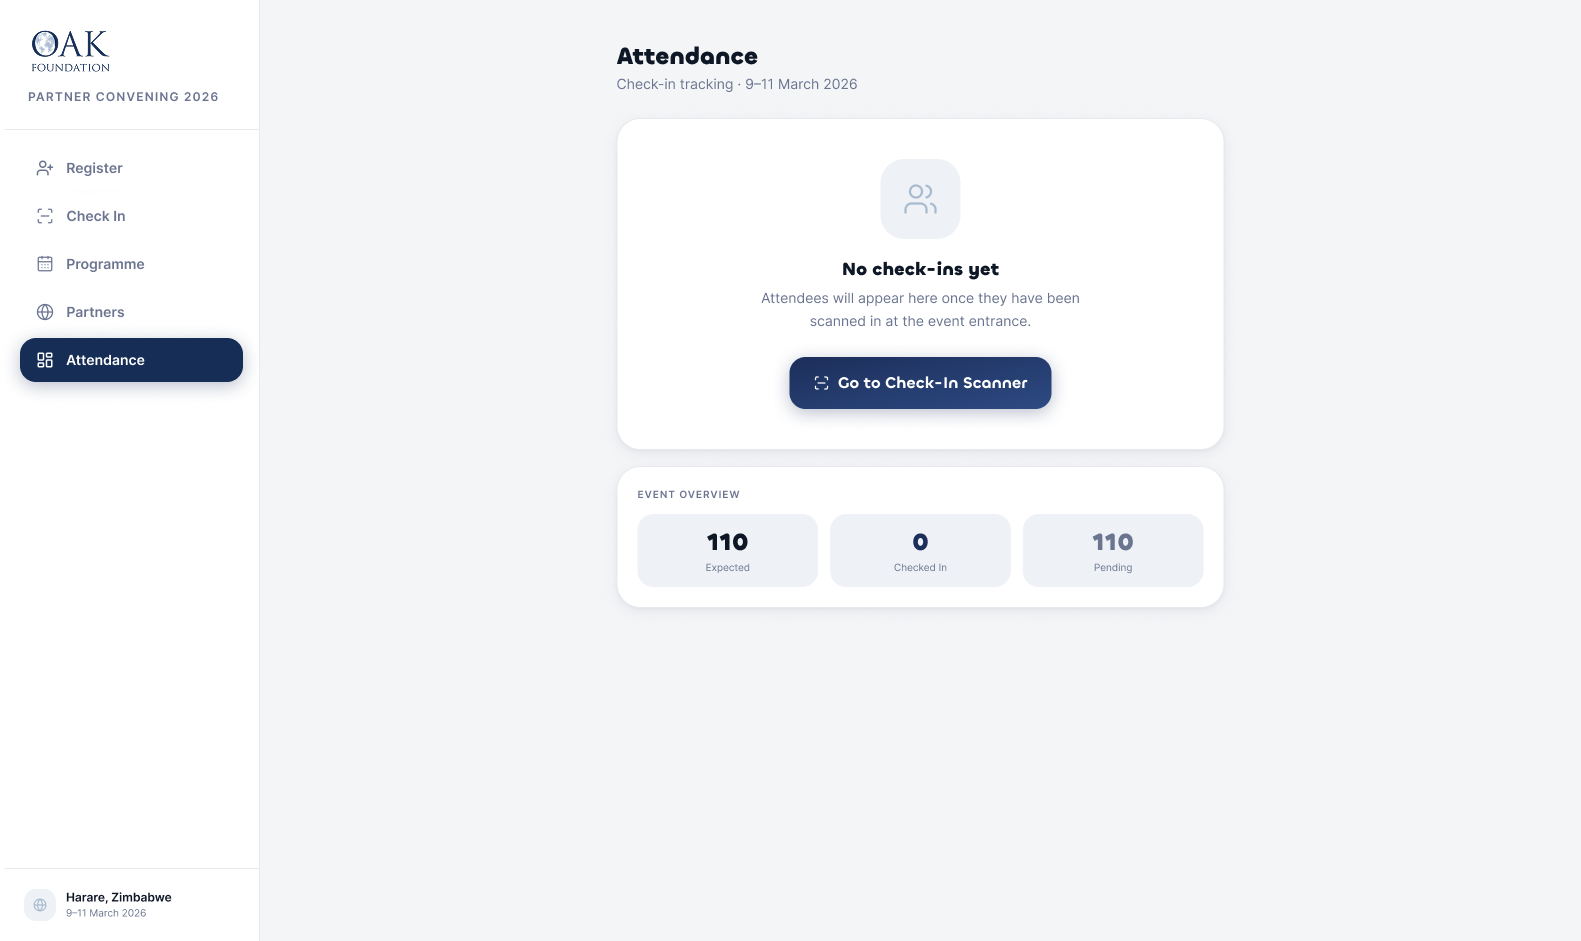 OAK
FOUNDATION
PARTNER CONVENING 2026
Register
Check In
Programme
Partners
Attendance
Harare, Zimbabwe
9–11 March 2026
Attendance
Check-in tracking · 9–11 March 2026
No check-ins yet
Attendees will appear here once they have been
scanned in at the event entrance.
Go to Check-In Scanner
EVENT OVERVIEW
110
Expected
0
Checked In
110
Pending